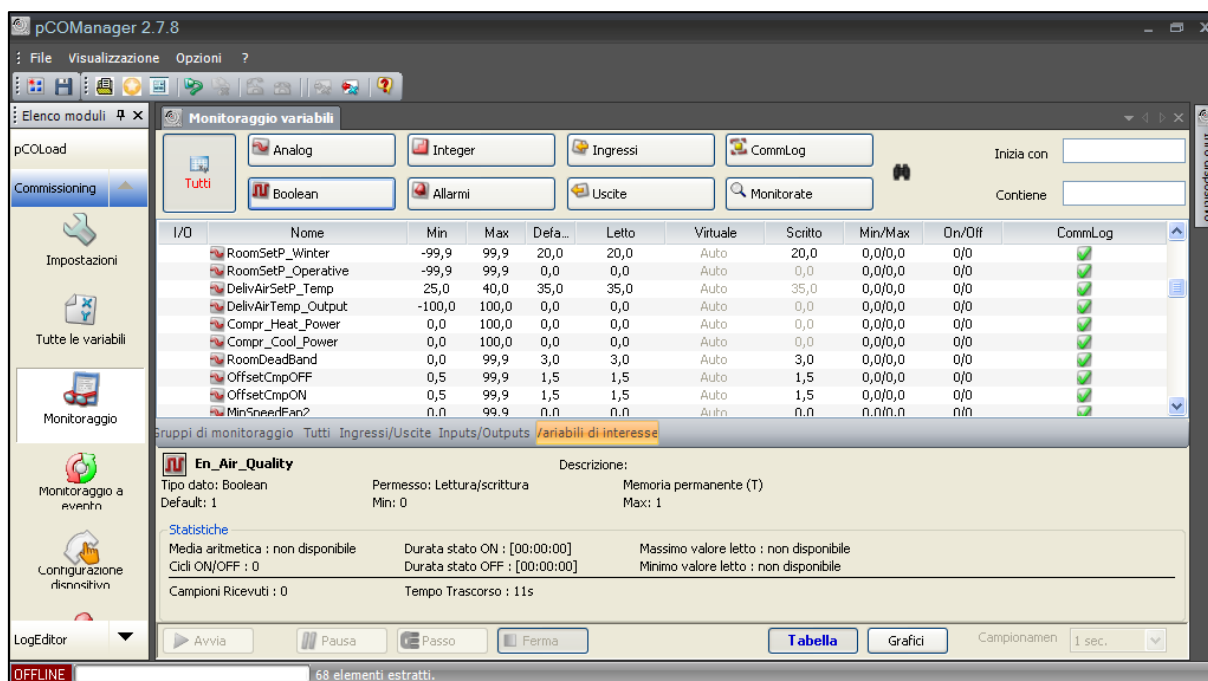 pCOManager 2.7.8
File Visualizzazione Opzioni ?
Elenco moduli
Monitoraggio variabili
pCOLoad
Commissioning
Impostazioni
Tutte le variabili
Monitoraggio
Monitoraggio a
evento
Configurazione
dispositivo
LogEditor
Tutti
Analog Integer Ingressi CommLog Inizia con
Boolean Allarmi Uscite Monitorate Contiene
I/O Nome Min Max Defa... Letto Virtuale Scritto Min/Max On/Off CommLog
RoomSetP_Winter -99,9 99,9 20,0 20,0 Auto 20,0 0,0/0,0 0/0
RoomSetP_Operative -99,9 99,9 0,0 0,0 Auto 0,0 0,0/0,0 0/0
DelivAirSetP_Temp 25,0 40,0 35,0 35,0 Auto 35,0 0,0/0,0 0/0
DelivAirTemp_Output -100,0 100,0 0,0 0,0 Auto 0,0 0,0/0,0 0/0
Compr_Heat_Power 0,0 100,0 0,0 0,0 Auto 0,0 0,0/0,0 0/0
Compr_Cool_Power 0,0 100,0 0,0 0,0 Auto 0,0 0,0/0,0 0/0
RoomDeadBand 0,0 99,9 3,0 3,0 Auto 3,0 0,0/0,0 0/0
OffsetCmpOFF 0,5 99,9 1,5 1,5 Auto 1,5 0,0/0,0 0/0
OffsetCmpON 0,5 99,9 1,5 1,5 Auto 1,5 0,0/0,0 0/0
MinSpeedFan2 0,0 99,9 0,0 0,0 Auto 0,0 0,0/0,0 0/0
Gruppi di monitoraggio Tutti Ingressi/Uscite Inputs/Outputs Variabili di interesse
En_Air_Quality Descrizione:
Tipo dato: Boolean Permesso: Lettura/scrittura Memoria permanente (T)
Default: 1 Min: 0 Max: 1
Statistiche
Media aritmetica : non disponibile Durata stato ON : [00:00:00] Massimo valore letto : non disponibile
Cicli ON/OFF : 0 Durata stato OFF : [00:00:00] Minimo valore letto : non disponibile
Campioni Ricevuti : 0 Tempo Trascorso : 11s
Avvia Pausa Passo Ferma Tabella Grafici Campionamen 1 sec.
OFFLINE 68 elementi estratti.